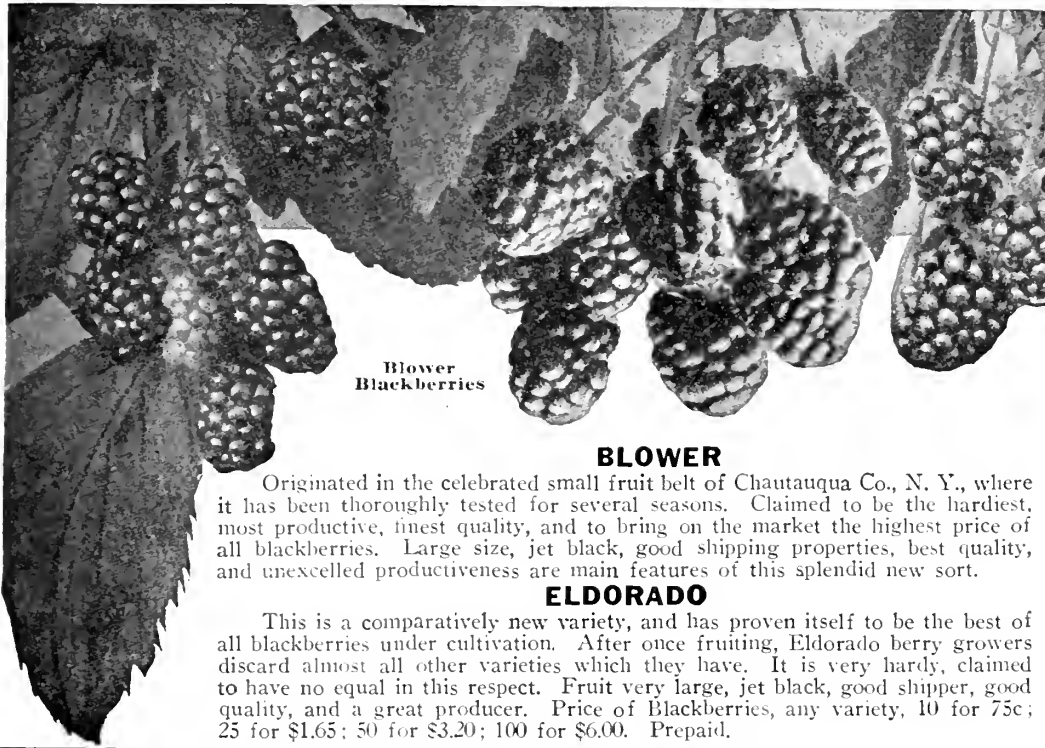 Blower
Blackberries
BLOWER
Originated in the celebrated small fruit belt of Chautauqua Co., N. Y., where
it has been thoroughly tested for several seasons. Claimed to be the hardiest,
most productive, finest quality, and to bring on the market the highest price of
all blackberries. Large size, jet black, good shipping properties, best quality,
and unexcelled productiveness are main features of this splendid new sort.
ELDORADO
This is a comparatively new variety, and has proven itself to be the best of
all blackberries under cultivation. After once fruiting, Eldorado berry growers
discard almost all other varieties which they have. It is very hardy, claimed
to have no equal in this respect. Fruit very large, jet black, good shipper, good
quality, and a great producer. Price of Blackberries, any variety, 10 for 75c;
25 for $1.65; 50 for $3.20; 100 for $6.00. Prepaid.